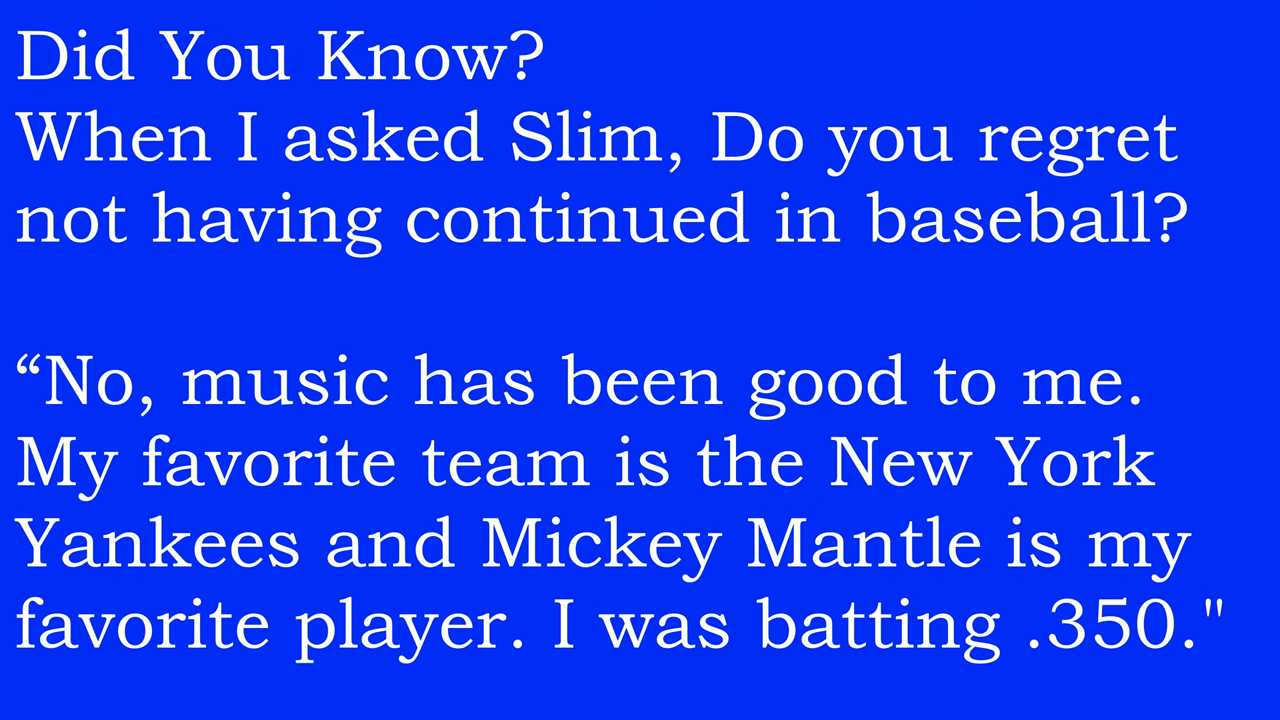 Did You Know?
When I asked Slim, Do you regret
not having continued in baseball?
“No, music has been good to me.
My favorite team is the New York
Yankees and Mickey Mantle is my
favorite player. I was batting .350."